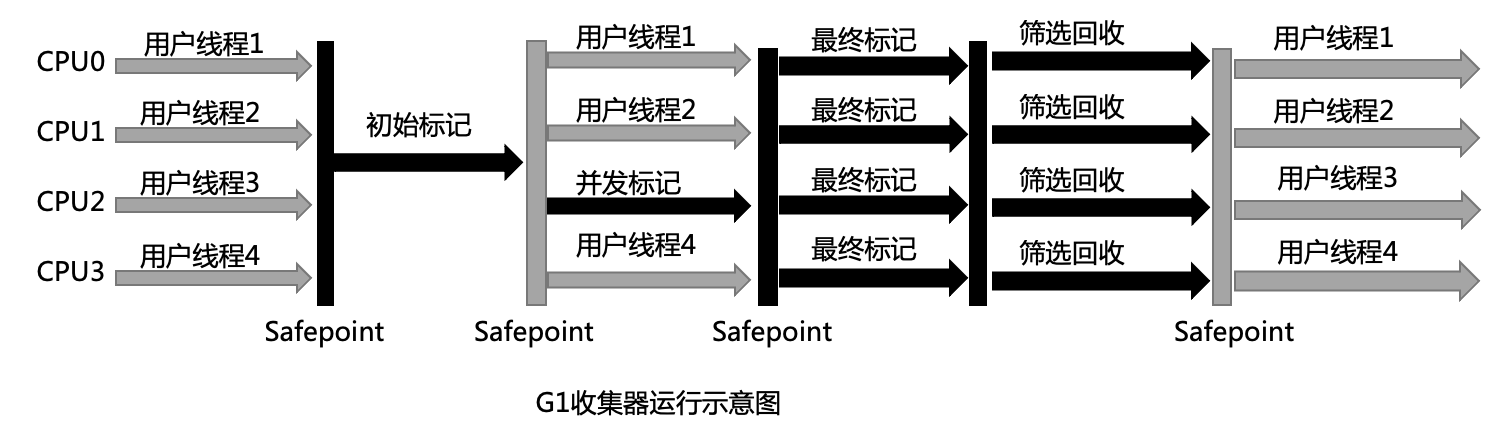 CPU0 用户线程1 用户线程1 最终标记 筛选回收 用户线程1
CPU1 用户线程2 初始标记 用户线程2 最终标记 筛选回收 用户线程2
CPU2 用户线程3 并发标记 最终标记 筛选回收 用户线程3
CPU3 用户线程4 用户线程4 最终标记 筛选回收 用户线程4
Safepoint Safepoint Safepoint Safepoint
G1收集器运行示意图